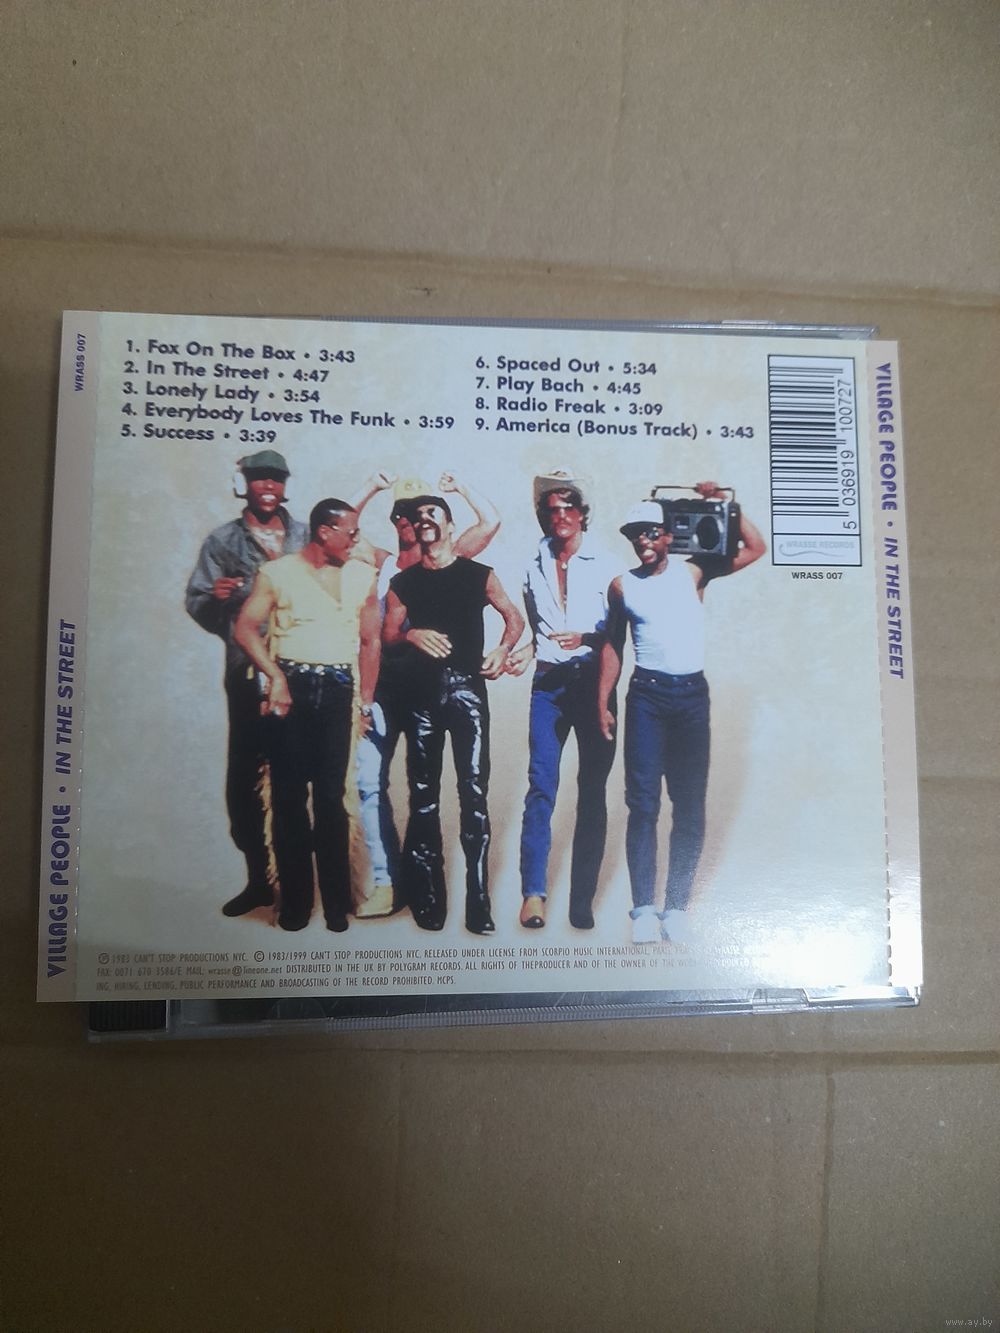 WRASS 007
VILLAGE PEOPLE • IN THE STREET
1. Fox On The Box • 3:43
2. In The Street • 4:47
3. Lonely Lady • 3:54
4. Everybody Loves The Funk • 3:59
5. Success • 3:39
6. Spaced Out • 5:34
7. Play Bach • 4:45
8. Radio Freak • 3:09
9. America (Bonus Track) • 3:43
5 036919 100727
WRASSE RECORDS
WRASS 007
VILLAGE PEOPLE • IN THE STREET
℗ 1983 CAN'T STOP PRODUCTIONS NYC. © 1983/1999 CAN'T STOP PRODUCTIONS NYC. RELEASED UNDER LICENSE FROM SCORPIO MUSIC INTERNATIONAL, PARIS
FAX: 0071 670 3586/E MAIL: wrasse@lineone.net DISTRIBUTED IN THE UK BY POLYGRAM RECORDS. ALL RIGHTS OF THEPRODUCER AND OF THE OWNER OF THE
ING, HIRING, LENDING, PUBLIC PERFORMANCE AND BROADCASTING OF THE RECORD PROHIBITED. MCPS.
www.ay.by